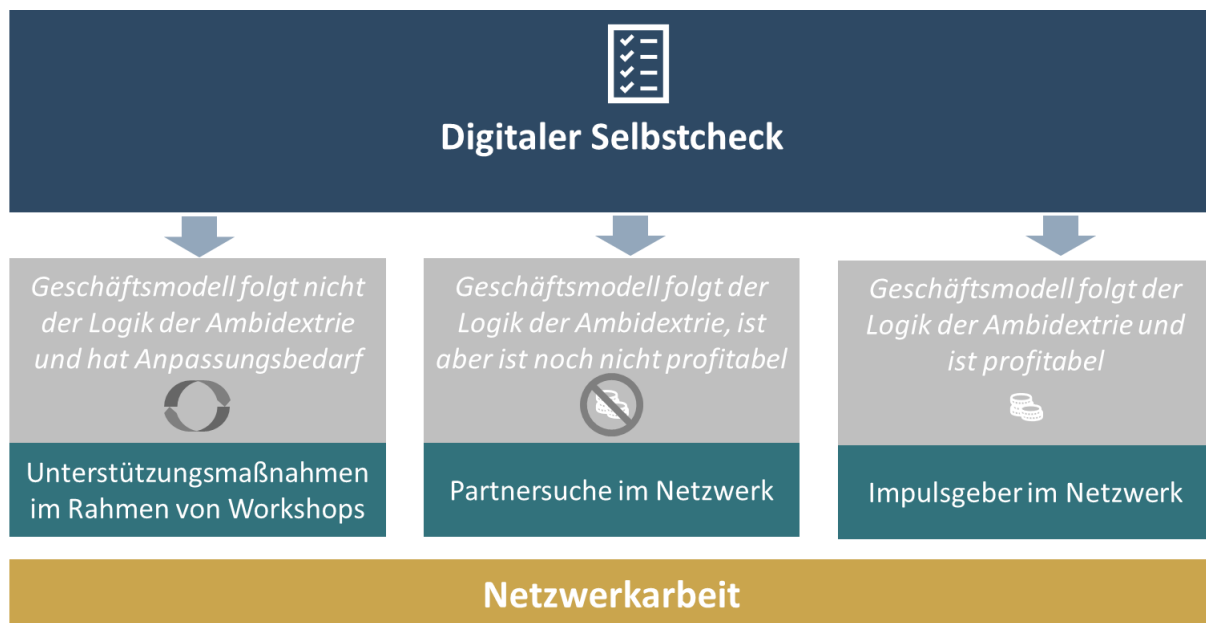 Digitaler Selbstcheck
Geschäftsmodell folgt nicht
der Logik der Ambidextrie
und hat Anpassungsbedarf
Unterstützungsmaßnahmen
im Rahmen von Workshops
Geschäftsmodell folgt der
Logik der Ambidextrie, ist
aber ist noch nicht profitabel
Partnersuche im Netzwerk
Geschäftsmodell folgt der
Logik der Ambidextrie und
ist profitabel
Impulsgeber im Netzwerk
Netzwerkarbeit